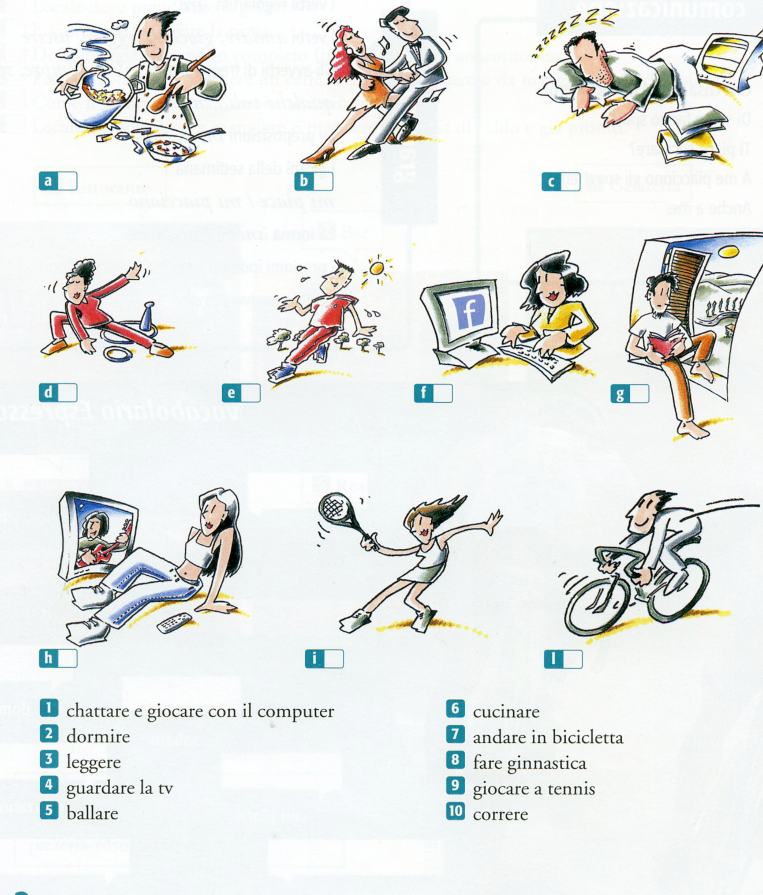 ZZZZZZZ
a
b
c
f
d
e
f
g
h
i
l
1 chattare e giocare con il computer
2 dormire
3 leggere
4 guardare la tv
5 ballare
6 cucinare
7 andare in bicicletta
8 fare ginnastica
9 giocare a tennis
10 correre